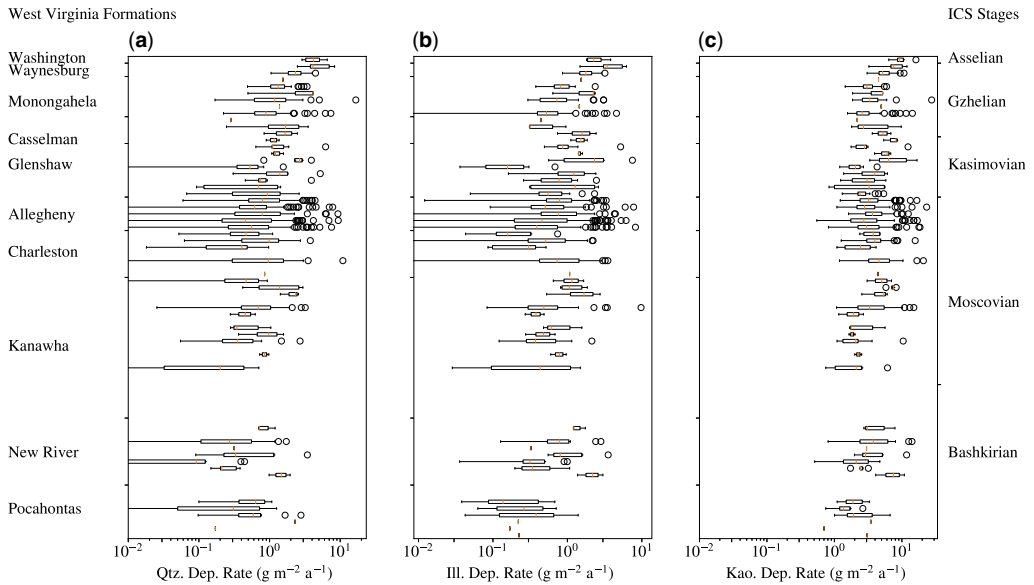 West Virginia Formations
ICS Stages
(a)
(b)
(c)
Washington
Waynesburg
Monongahela
Casselman
Glenshaw
Allegheny
Charleston
Kanawha
New River
Pocahontas
Asselian
Gzhelian
Kasimovian
Moscovian
Bashkirian
10−2 10−1 100 101
10−2 10−1 100 101
10−2 10−1 100 101
Qtz. Dep. Rate (g m−2 a−1)
Ill. Dep. Rate (g m−2 a−1)
Kao. Dep. Rate (g m−2 a−1)